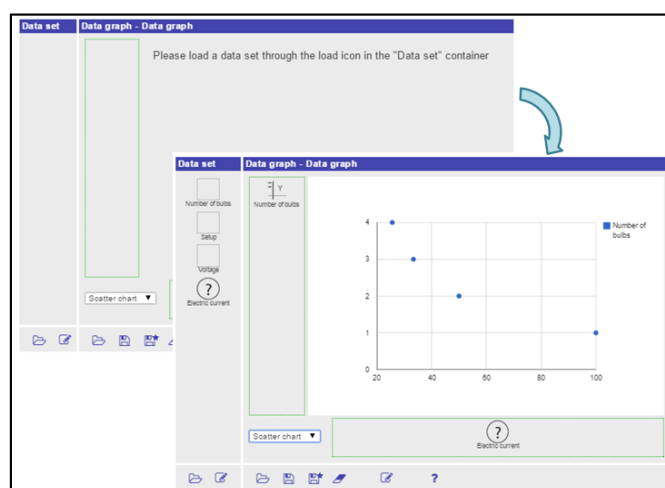 Data set
Data graph - Data graph
Please load a data set through the load icon in the "Data set" container
Scatter chart
Data set
Data graph - Data graph
Number of bulbs
Setup
Voltage
?
Electric current
Y
Number of bulbs
4
3
2
1
0
20
40
60
80
100
Number of
bulbs
Scatter chart
?
Electric current
?